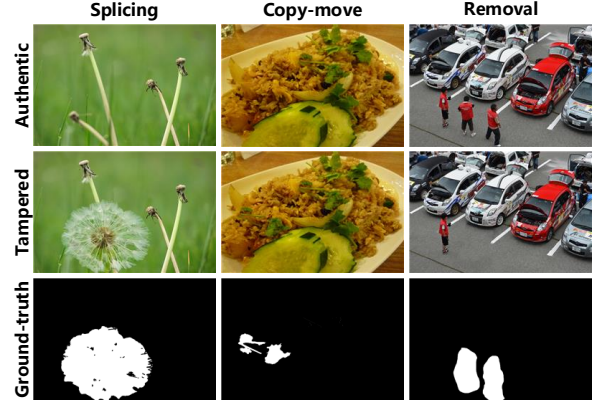 Splicing Copy-move Removal
Authentic
Tampered
Ground-truth